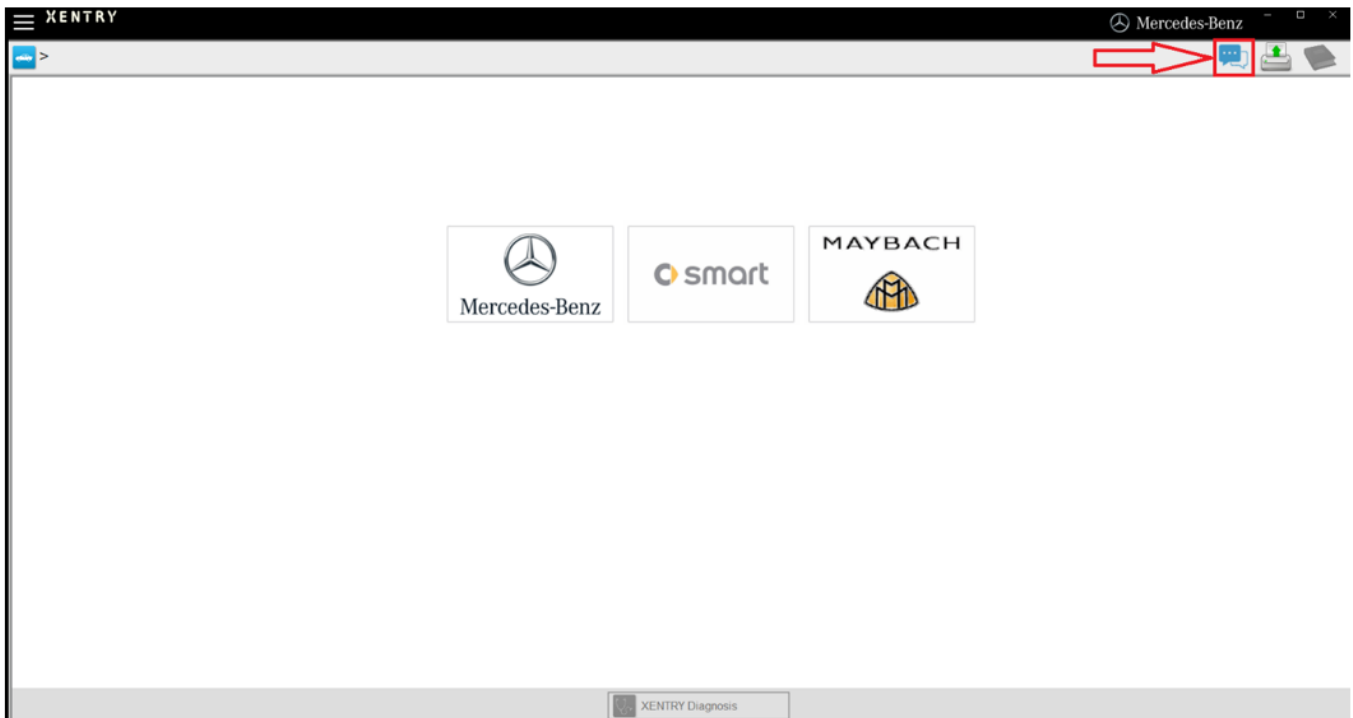 XENTRY
Mercedes-Benz
>
Mercedes-Benz
smart
MAYBACH
XENTRY Diagnosis